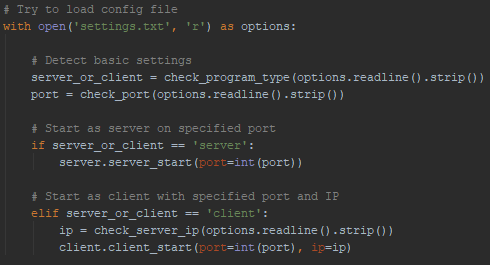 # Try to load config file
with open('settings.txt', 'r') as options:
# Detect basic settings
server_or_client = check_program_type(options.readline().strip())
port = check_port(options.readline().strip())
# Start as server on specified port
if server_or_client == 'server':
server.server_start(port=int(port))
# Start as client with specified port and IP
elif server_or_client == 'client':
ip = check_server_ip(options.readline().strip())
client.client_start(port=int(port), ip=ip)